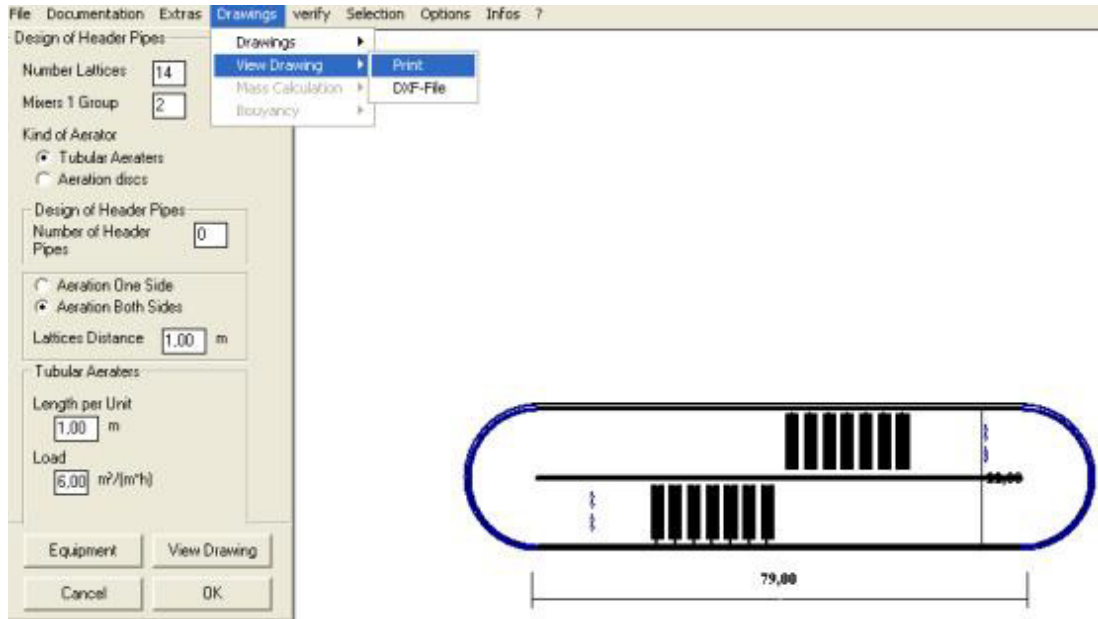 File Documentation Extras Drawings verify Selection Options Infos ?
Design of Header Pipes
Drawings
View Drawing
Print
Mass Calculation
DXF-File
Bouyancy
Number Lattices 14
Mixers 1 Group 2
Kind of Aerator
Tubular Aeraters
Aeration discs
Design of Header Pipes
Number of Header 0
Pipes
Aeration One Side
Aeration Both Sides
Lattices Distance 1,00 m
Tubular Aeraters
Length per Unit
1,00 m
Load
6,00 m³/(m*h)
Equipment View Drawing
Cancel OK
79,00